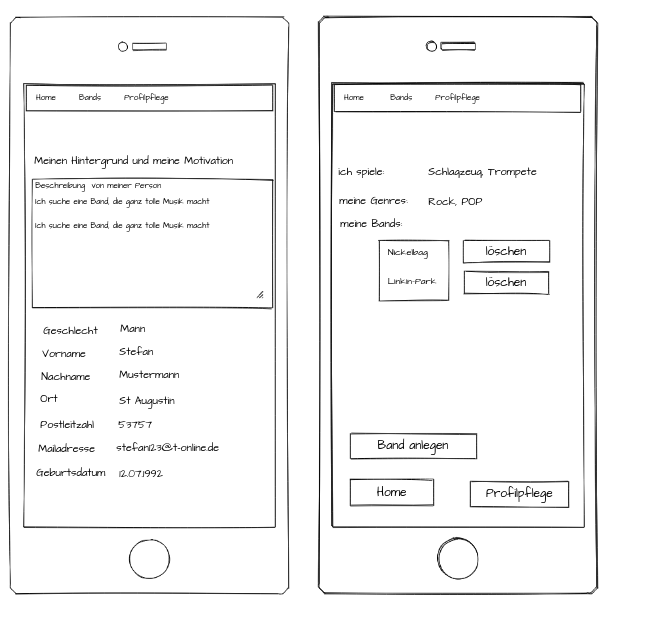 Home Bands Profilpflege
Meinen Hintergrund und meine Motivation
Beschreibung von meiner Person
Ich suche eine Band, die ganz tolle Musik macht
Ich suche eine Band, die ganz tolle Musik macht
Geschlecht Mann
Vorname Stefan
Nachname Mustermann
Ort St Augustin
Postleitzahl 53757
Mailadresse stefan123@t-online.de
Geburtsdatum 12.07.1992
Home Bands Profilpflege
ich spiele: Schlagzeug, Trompete
meine Genres: Rock, POP
meine Bands:
Nickelbag löschen
Linkin-Park löschen
Band anlegen
Home Profilpflege